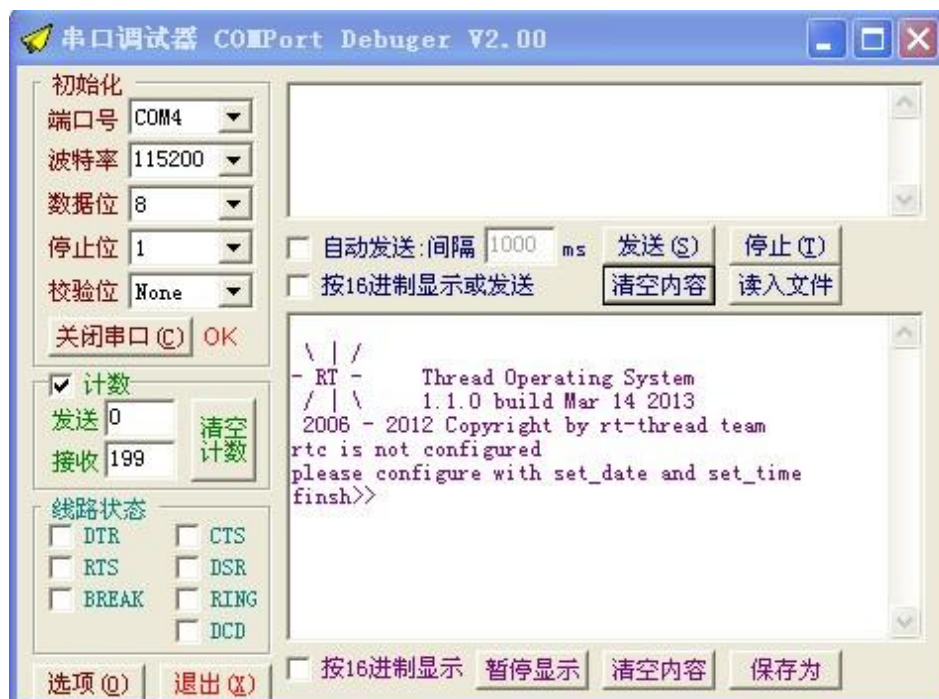 串口调试器 COMPort Debuger V2.00
初始化
端口号 COM4
波特率 115200
数据位 8
停止位 1
校验位 None
关闭串口(C) OK
计数
发送 0
接收 199
清空计数
线路状态
DTR CTS
RTS DSR
BREAK RING
DCD
选项(O) 退出(X)
自动发送:间隔 1000 ms 发送(S) 停止(T)
按16进制显示或发送 清空内容 读入文件
\ | /
- RT - Thread Operating System
/ | \ 1.1.0 build Mar 14 2013
2006 - 2012 Copyright by rt-thread team
rtc is not configured
please configure with set_date and set_time
finsh>>
按16进制显示 暂停显示 清空内容 保存为